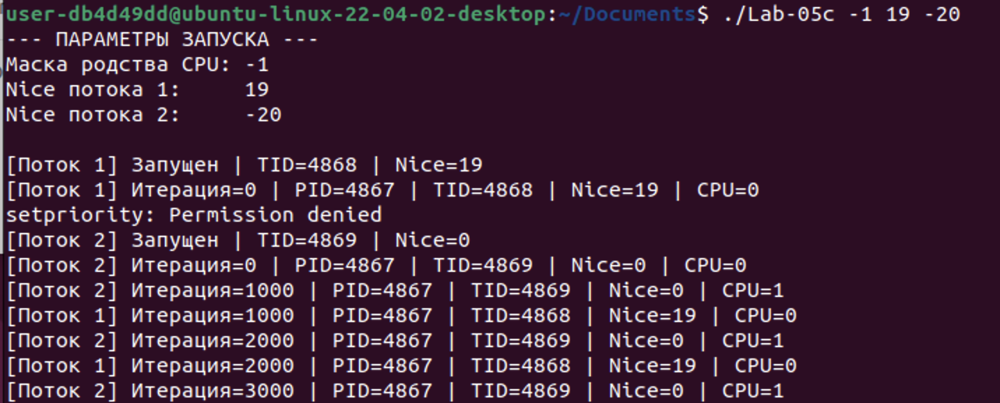 user-db4d49dd@ubuntu-linux-22-04-02-desktop:~/Documents$ ./Lab-05c -1 19 -20
--- ПАРАМЕТРЫ ЗАПУСКА ---
Маска родства CPU: -1
Nice потока 1:     19
Nice потока 2:     -20
[Поток 1] Запущен | TID=4868 | Nice=19
[Поток 1] Итерация=0 | PID=4867 | TID=4868 | Nice=19 | CPU=0
setpriority: Permission denied
[Поток 2] Запущен | TID=4869 | Nice=0
[Поток 2] Итерация=0 | PID=4867 | TID=4869 | Nice=0 | CPU=0
[Поток 2] Итерация=1000 | PID=4867 | TID=4869 | Nice=0 | CPU=1
[Поток 1] Итерация=1000 | PID=4867 | TID=4868 | Nice=19 | CPU=0
[Поток 2] Итерация=2000 | PID=4867 | TID=4869 | Nice=0 | CPU=1
[Поток 1] Итерация=2000 | PID=4867 | TID=4868 | Nice=19 | CPU=0
[Поток 2] Итерация=3000 | PID=4867 | TID=4869 | Nice=0 | CPU=1